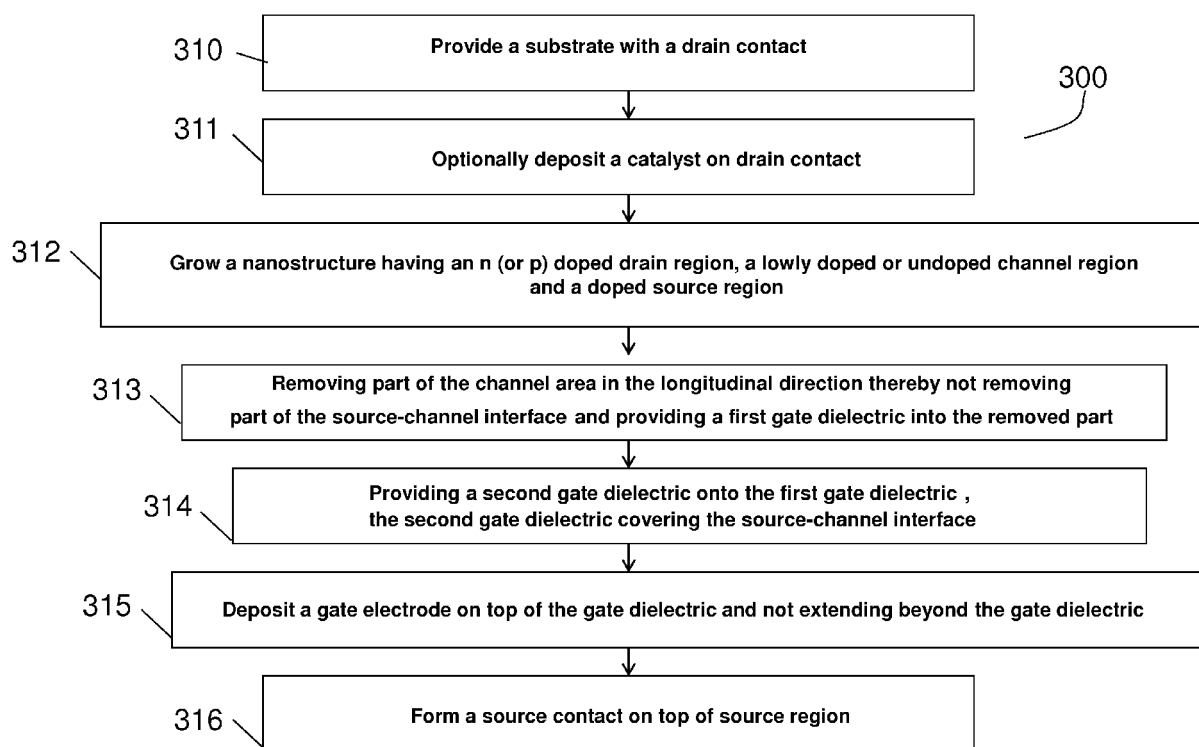 310
Provide a substrate with a drain contact
300
311
Optionally deposit a catalyst on drain contact
312
Grow a nanostructure having an n (or p) doped drain region, a lowly doped or undoped channel region
and a doped source region
313
Removing part of the channel area in the longitudinal direction thereby not removing
part of the source-channel interface and providing a first gate dielectric into the removed part
314
Providing a second gate dielectric onto the first gate dielectric ,
the second gate dielectric covering the source-channel interface
315
Deposit a gate electrode on top of the gate dielectric and not extending beyond the gate dielectric
316
Form a source contact on top of source region